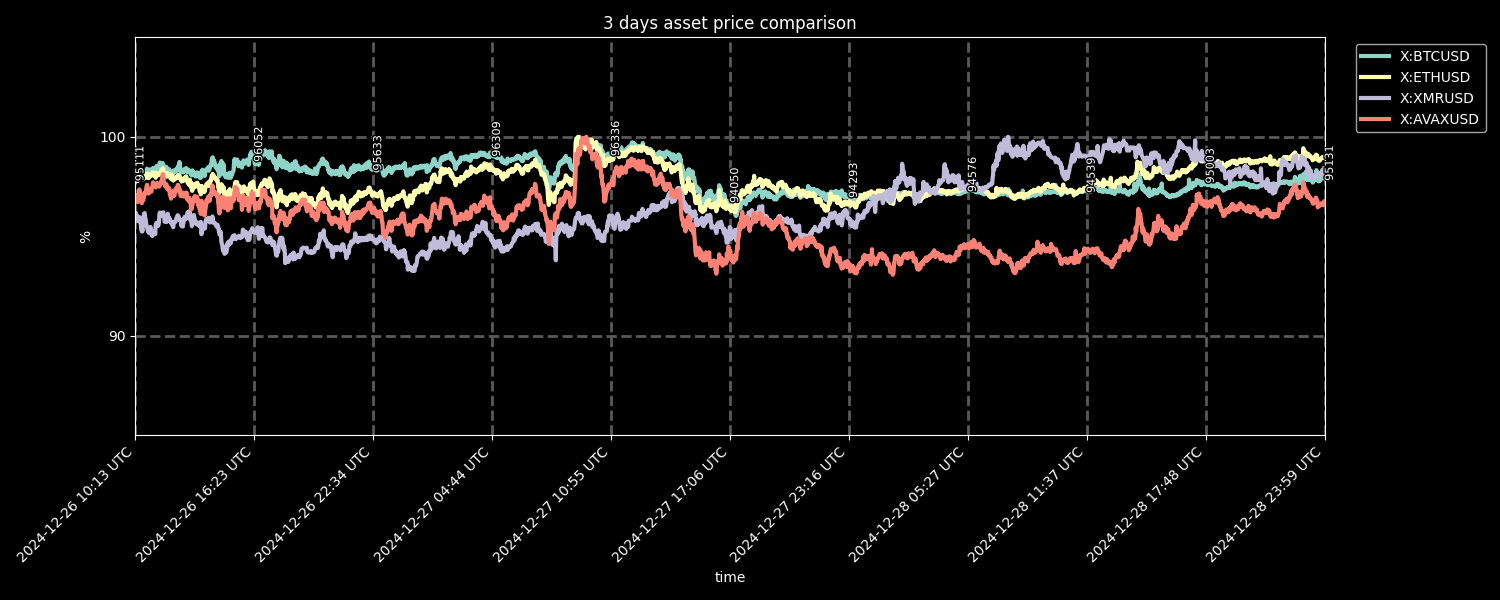 3 days asset price comparison
X:BTCUSD
X:ETHUSD
X:XMRUSD
X:AVAXUSD
100
90
%
95111
96052
95633
96309
96336
94050
94293
94576
94539
95003
95131
2024-12-26 10:13 UTC
2024-12-26 16:23 UTC
2024-12-26 22:34 UTC
2024-12-27 04:44 UTC
2024-12-27 10:55 UTC
2024-12-27 17:06 UTC
2024-12-27 23:16 UTC
2024-12-28 05:27 UTC
2024-12-28 11:37 UTC
2024-12-28 17:48 UTC
2024-12-28 23:59 UTC
time